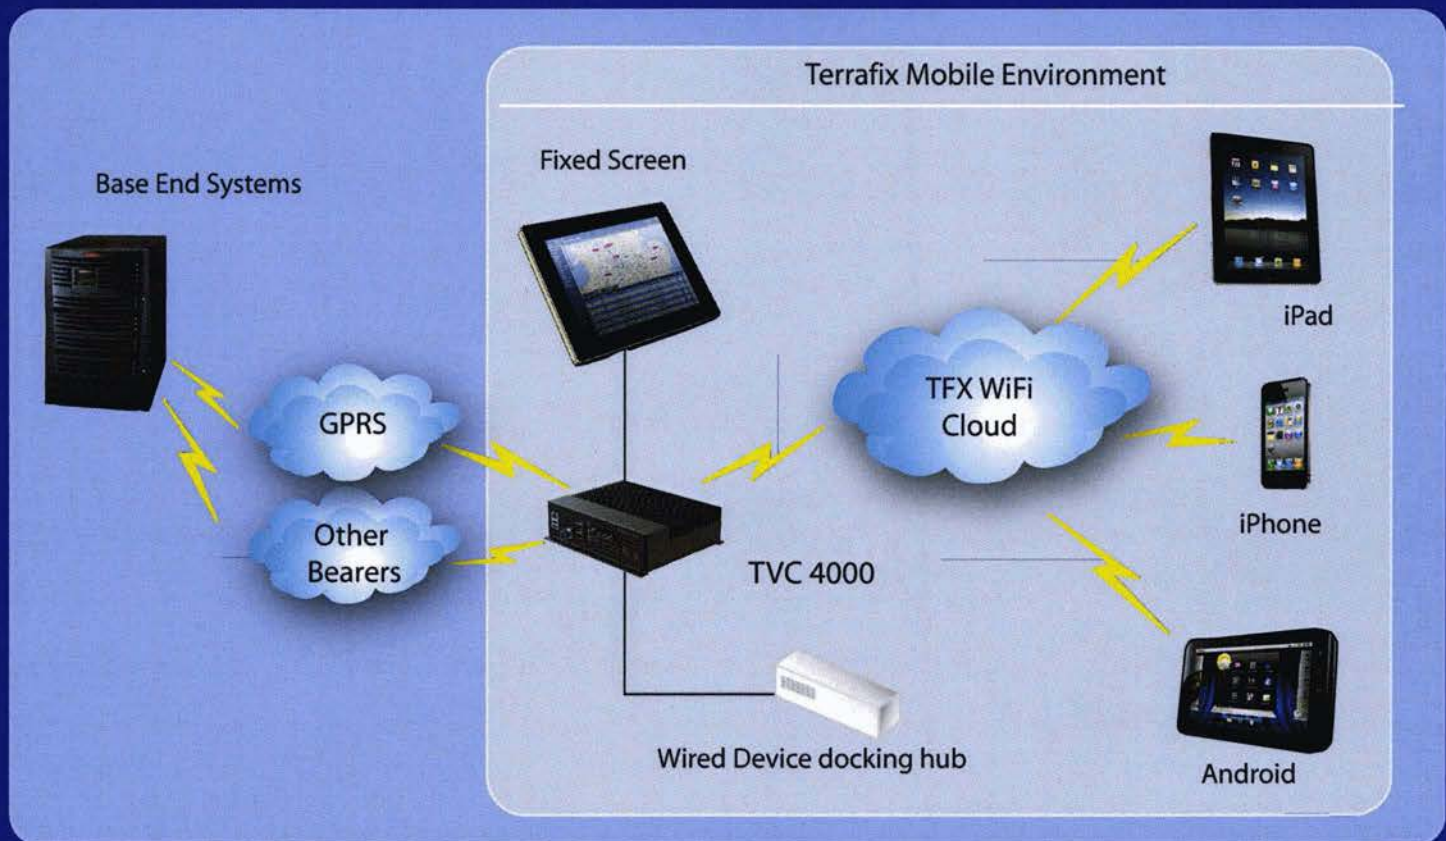 Terrafix Mobile Environment
Base End Systems
Fixed Screen
iPad
GPRS
TFX WiFi
Cloud
iPhone
Other
Bearers
TVC 4000
Wired Device docking hub
Android